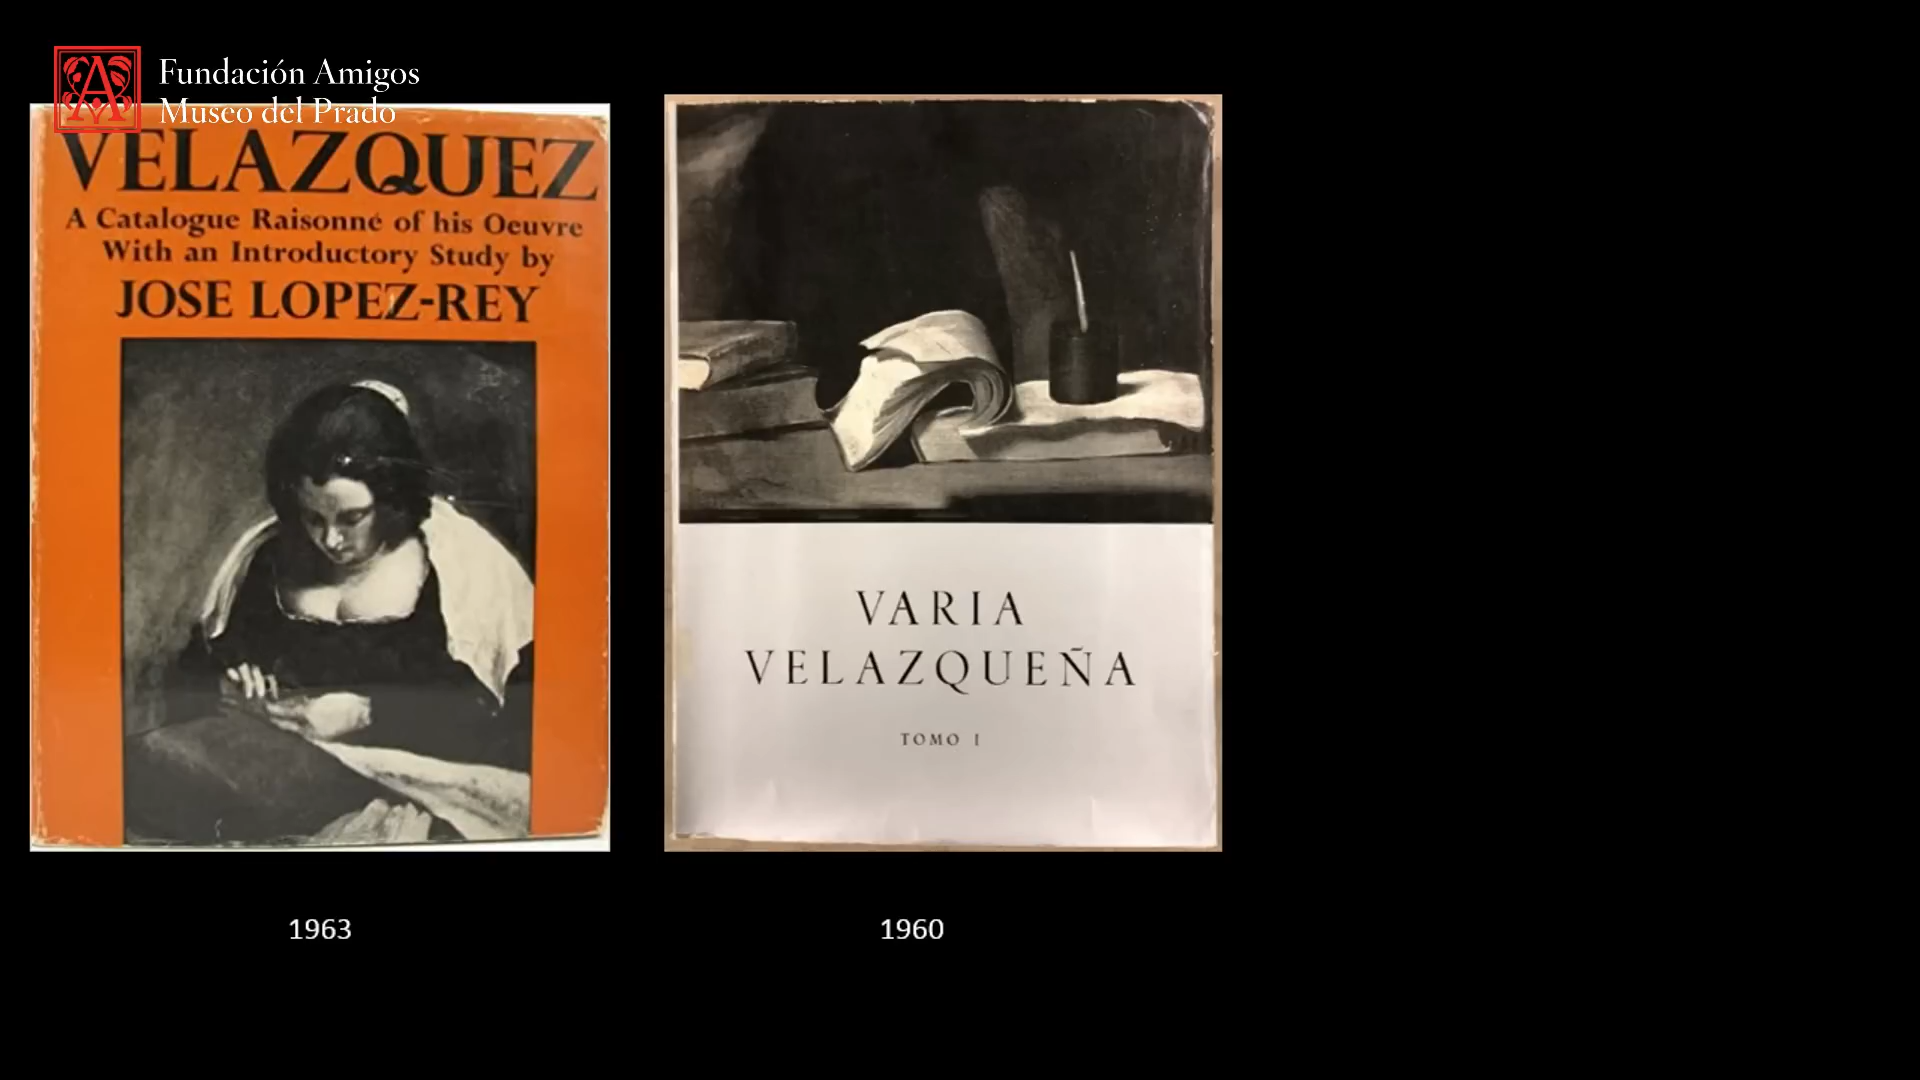 Fundación Amigos
Museo del Prado
VELAZQUEZ
A Catalogue Raisonné of his Oeuvre
With an Introductory Study by
JOSE LOPEZ-REY
VARIA
VELAZQUEÑA
TOMO I
1963
1960